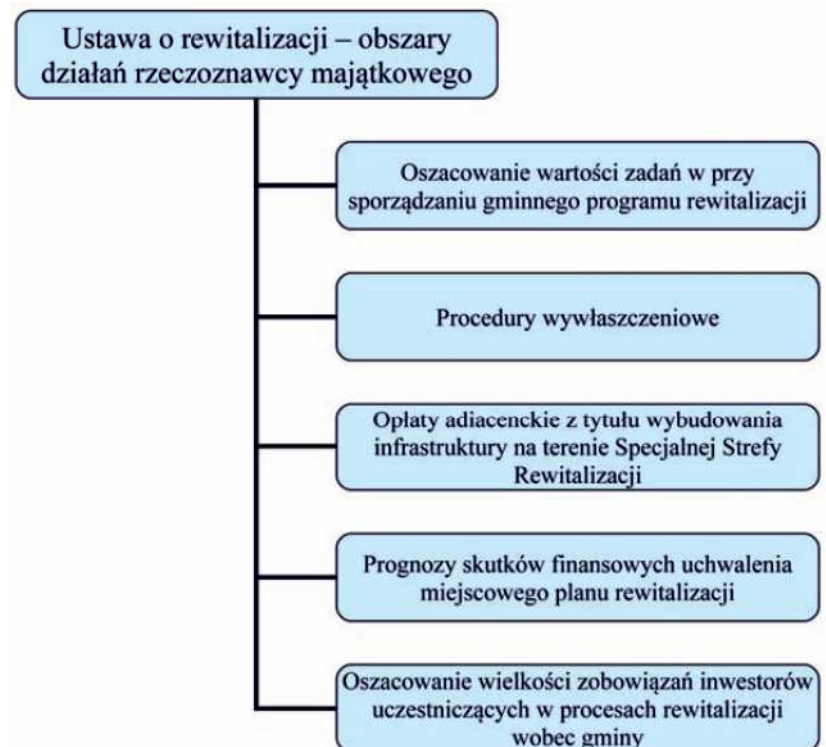 Ustawa o rewitalizacji – obszary
działań rzeczoznawcy majątkowego
Oszacowanie wartości zadań w przy
sporządzaniu gminnego programu rewitalizacji
Procedury wywłaszczeniowe
Opłaty adiacenckie z tytułu wybudowania
infrastruktury na terenie Specjalnej Strefy
Rewitalizacji
Prognozy skutków finansowych uchwalenia
miejscowego planu rewitalizacji
Oszacowanie wielkości zobowiązań inwestorów
uczestniczących w procesach rewitalizacji
wobec gminy